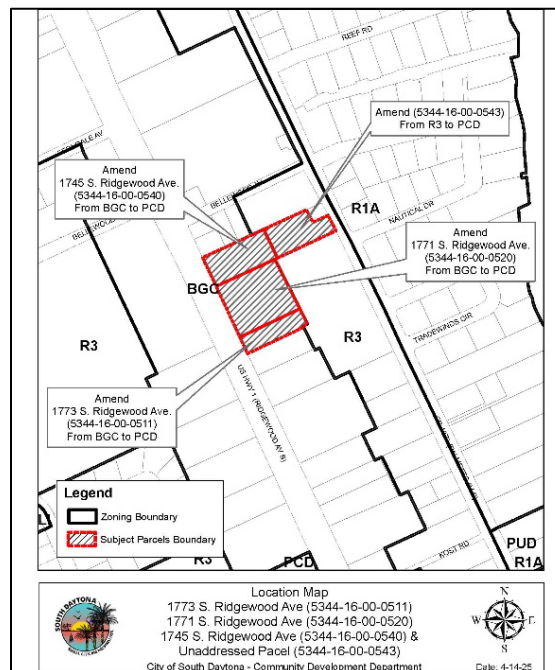 REEF RD
Amend (5344-16-00-0543)
From R3 to PCD
Amend
1745 S. Ridgewood Ave.
(5344-16-00-0540)
From BGC to PCD
R1A
NAUTICAL DR
Amend
1771 S. Ridgewood Ave.
(5344-16-00-0520)
From BGC to PCD
BGC
R3
R3
TRADEWINDS CIR
Amend
1773 S. Ridgewood Ave.
(5344-16-00-0511)
From BGC to PCD
US HWY 1 (RIDGEWOOD AV S)
Legend
Zoning Boundary
Subject Parcels Boundary
KOST RD
PUD
R3
PCD
R1A
SOUTH DAYTONA
Location Map
1773 S. Ridgewood Ave (5344-16-00-0511)
1771 S. Ridgewood Ave (5344-16-00-0520)
1745 S. Ridgewood Ave (5344-16-00-0540) &
Unaddressed Pacel (5344-16-00-0543)
City of South Daytona - Community Development Department
N
W
E
S
Date: 4-14-25